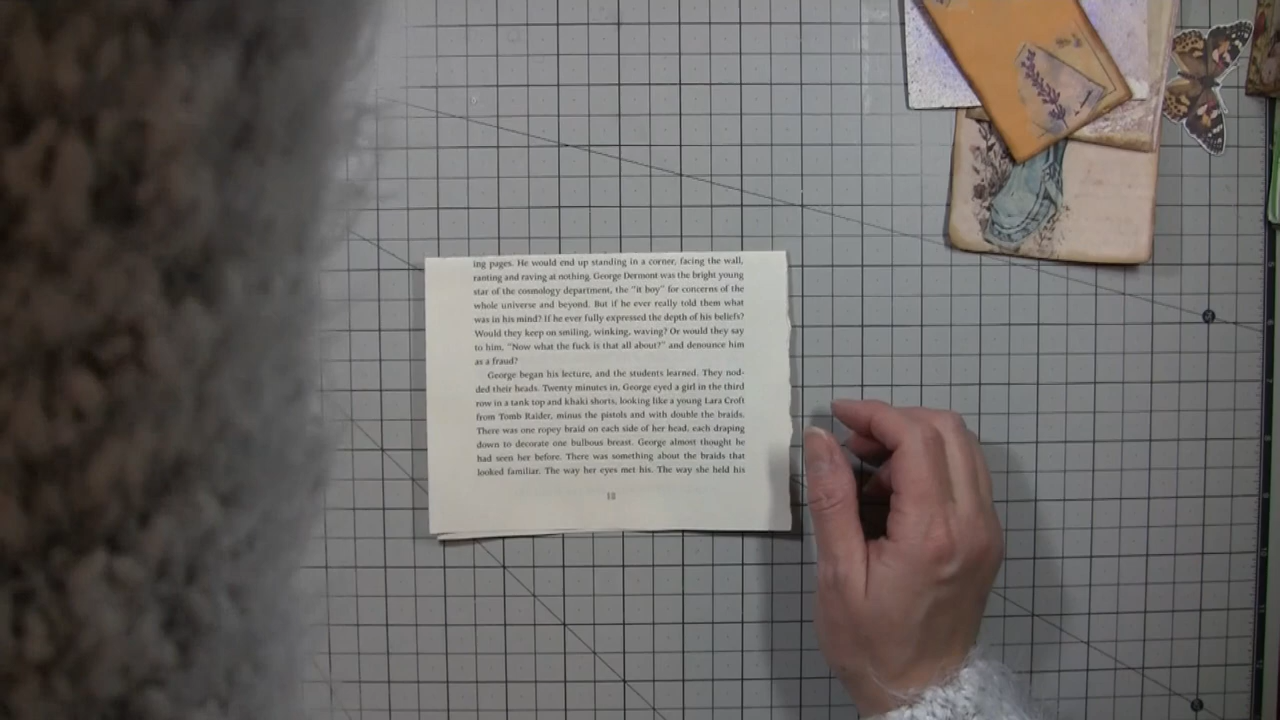 ing pages. He would end up standing in a corner, facing the wall,
ranting and raving at nothing. George Dermont was the bright young
star of the cosmology department, the "it boy" for concerns of the
whole universe and beyond. But if he ever really told them what
was in his mind? If he ever fully expressed the depth of his beliefs?
Would they keep on smiling, winking, waving? Or would they say
to him, "Now what the fuck is that all about?" and denounce him
as a fraud?
George began his lecture, and the students learned. They nod-
ded their heads. Twenty minutes in, George eyed a girl in the third
row in a tank top and khaki shorts, looking like a young Lara Croft
from Tomb Raider, minus the pistols and with double the braids.
There was one ropey braid on each side of her head, each draping
down to decorate one bulbous breast. George almost thought he
had seen her before. There was something about the braids that
looked familiar. The way her eyes met his. The way she held his